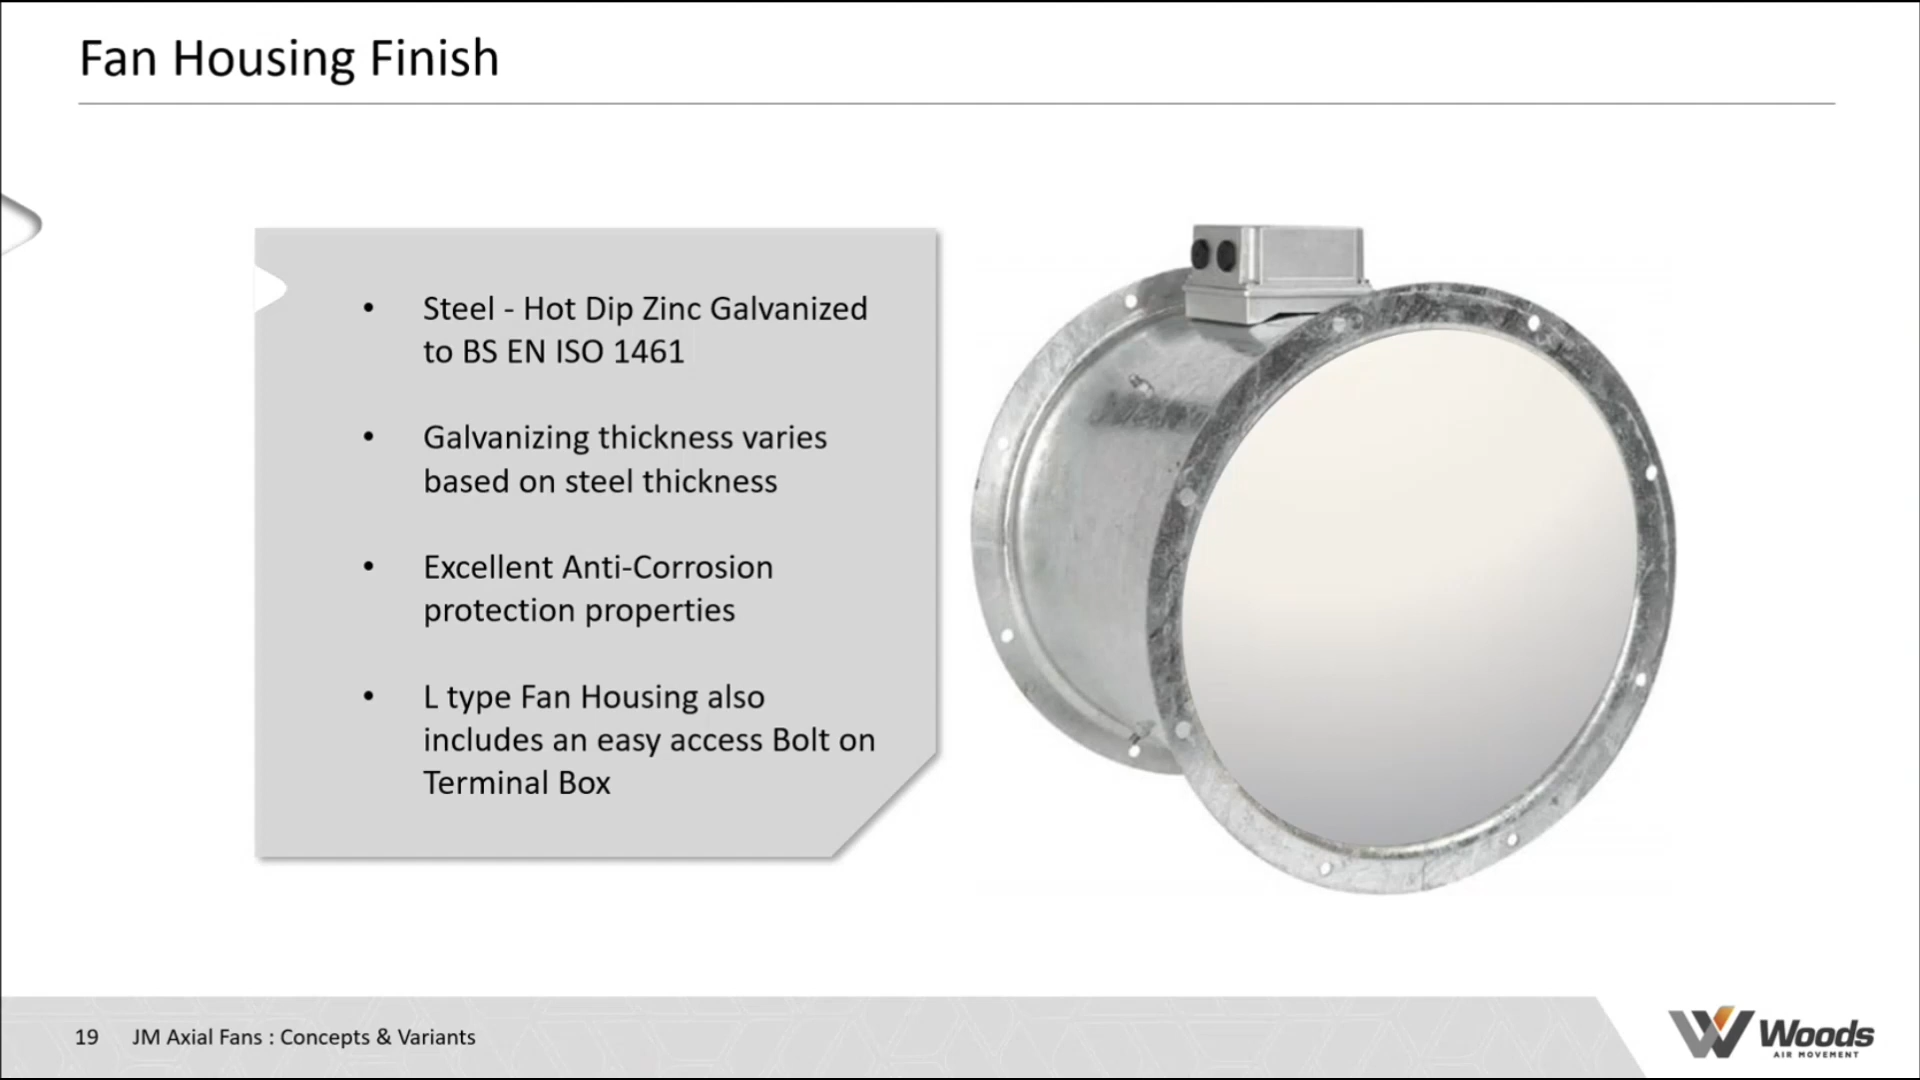 Fan Housing Finish
• Steel - Hot Dip Zinc Galvanized
to BS EN ISO 1461
• Galvanizing thickness varies
based on steel thickness
• Excellent Anti-Corrosion
protection properties
• L type Fan Housing also
includes an easy access Bolt on
Terminal Box
19 JM Axial Fans : Concepts & Variants
Woods
AIR MOVEMENT